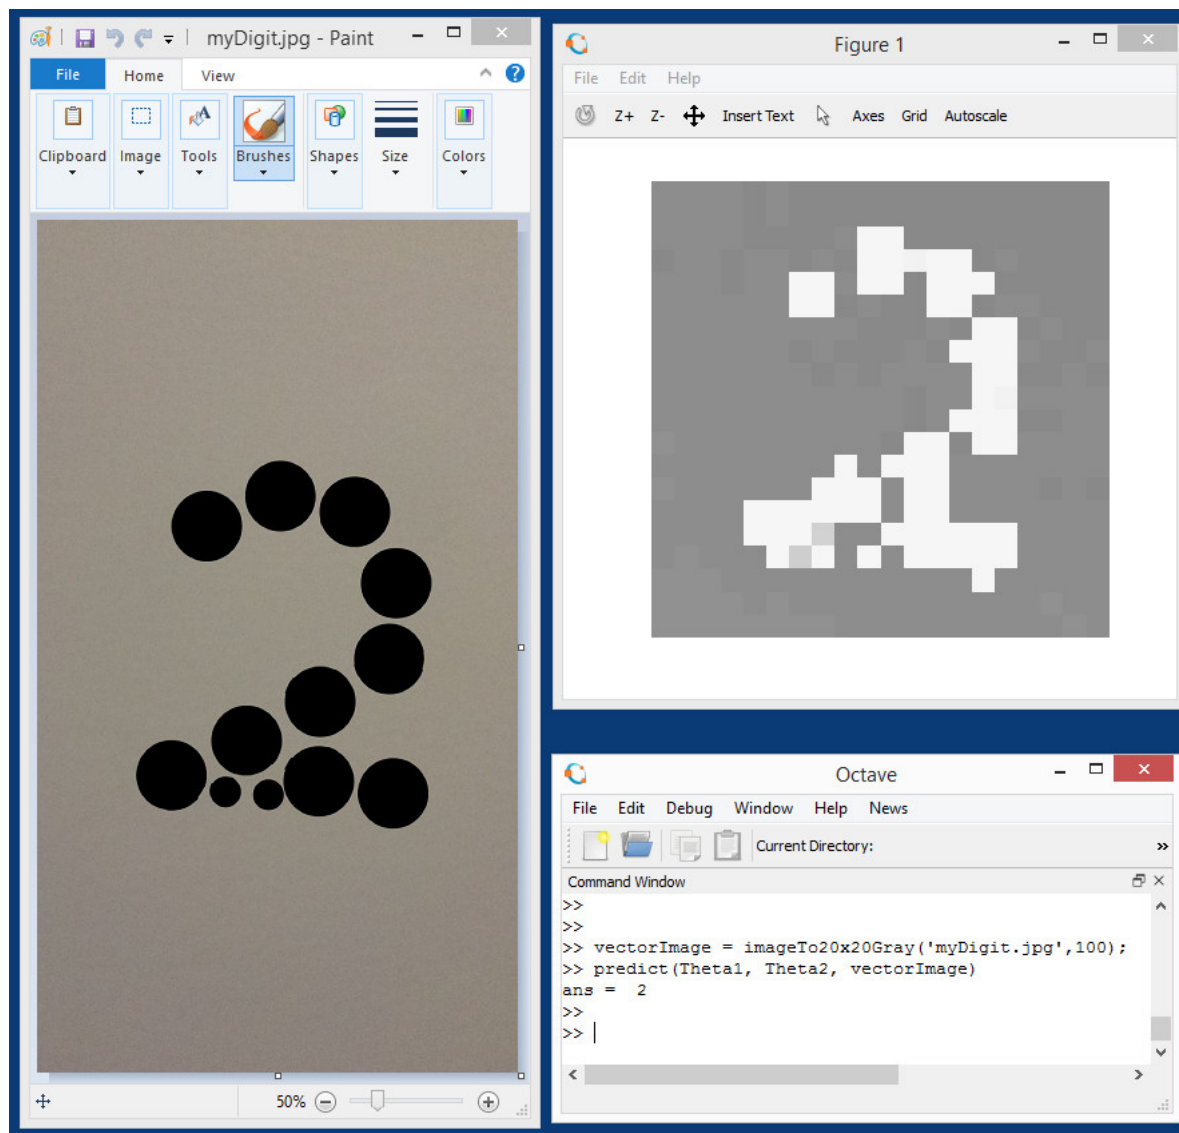 myDigit.jpg - Paint
File Home View
Clipboard Image Tools Brushes Shapes Size Colors
50%
Figure 1
File Edit Help
Z+ Z- Insert Text Axes Grid Autoscale
Octave
File Edit Debug Window Help News
Current Directory: »
Command Window
>>
>>
>> vectorImage = imageTo20x20Gray('myDigit.jpg',100);
>> predict(Theta1, Theta2, vectorImage)
ans = 2
>>
>>